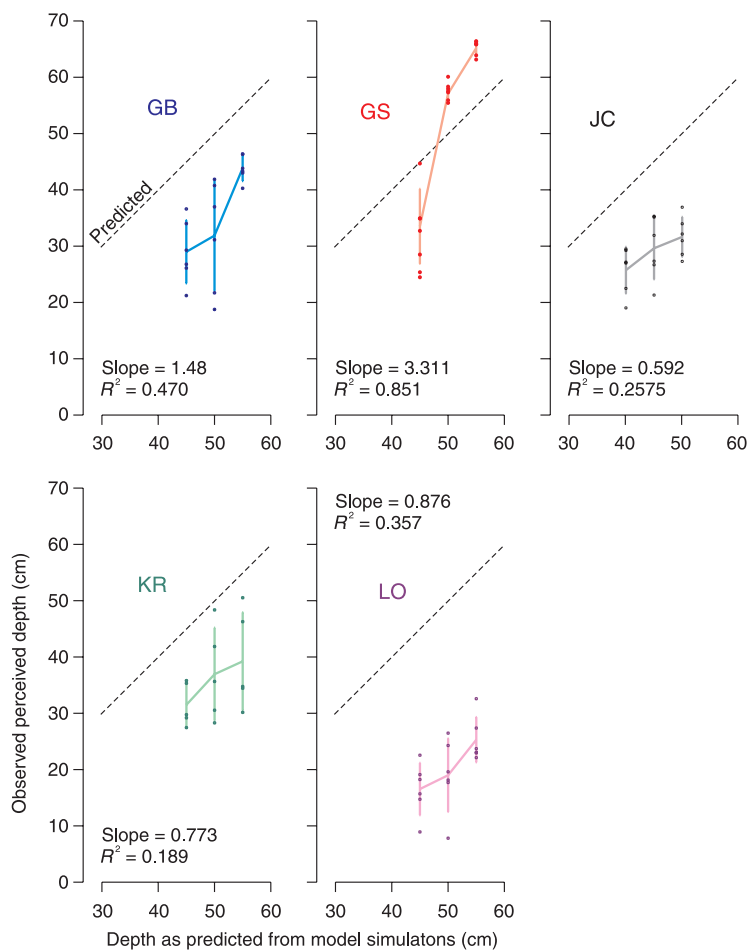 70
60
50
40
30
20
10
0
GB
Predicted
Slope = 1.48
R² = 0.470
30 40 50 60
GS
Slope = 3.311
R² = 0.851
30 40 50 60
JC
Slope = 0.592
R² = 0.2575
30 40 50 60
Observed perceived depth (cm)
70
60
50
40
30
20
10
0
KR
Slope = 0.773
R² = 0.189
30 40 50 60
Slope = 0.876
R² = 0.357
LO
30 40 50 60
Depth as predicted from model simulatons (cm)